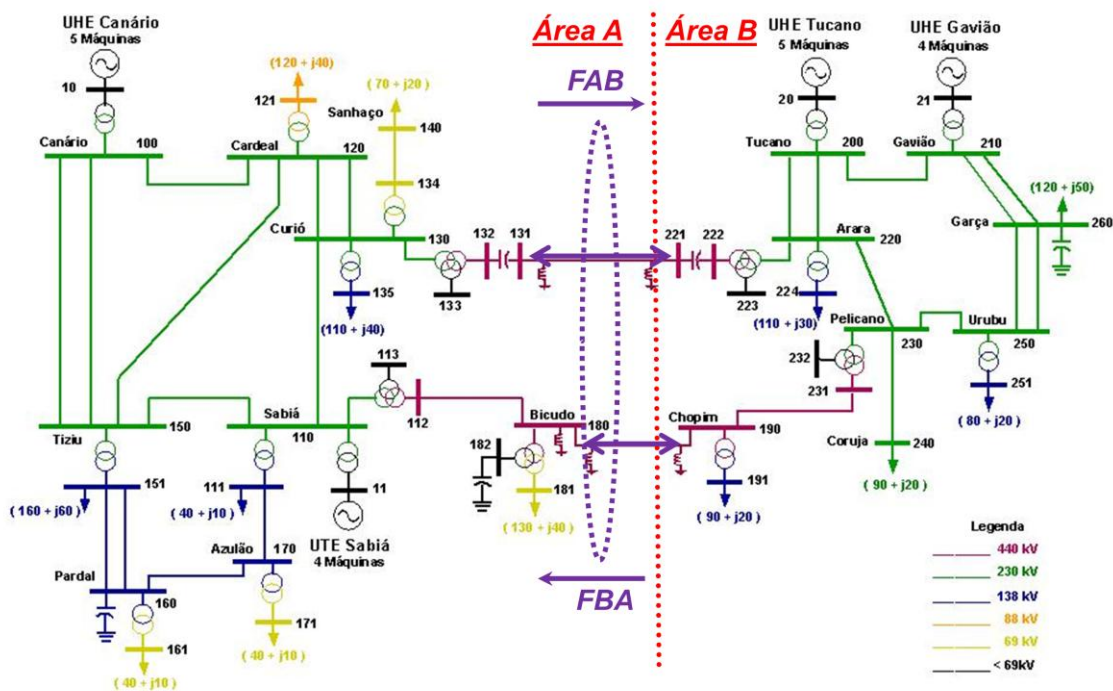 UHE Canário
5 Máquinas
10
Canário
100
(120 + j40)
121
Cardeal
120
(70 + j20)
Sanhaço
140
134
Curió
130
132
131
133
135
(110 + j40)
Área A
Área B
FAB
UHE Tucano
5 Máquinas
20
Tucano
200
UHE Gavião
4 Máquinas
21
Gavião
210
(120 + j50)
Garça
260
221
222
223
Arara
220
224
(110 + j30)
Pelicano
230
Urubu
250
232
231
251
(80 + j20)
Coruja
240
(90 + j20)
113
112
Tiziu
150
Sabiá
110
Bicudo
180
182
181
(130 + j40)
Chopim
190
191
(90 + j20)
151
(160 + j60)
111
(40 + j10)
11
UTE Sabiá
4 Máquinas
Azulão
170
Pardal
160
171
(40 + j10)
161
(40 + j10)
FBA
Legenda
440 kV
230 kV
138 kV
88 kV
69 kV
< 69kV